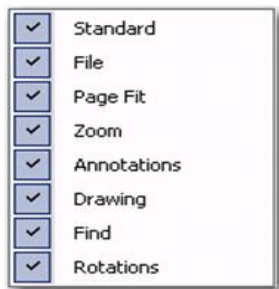 Standard
File
Page Fit
Zoom
Annotations
Drawing
Find
Rotations